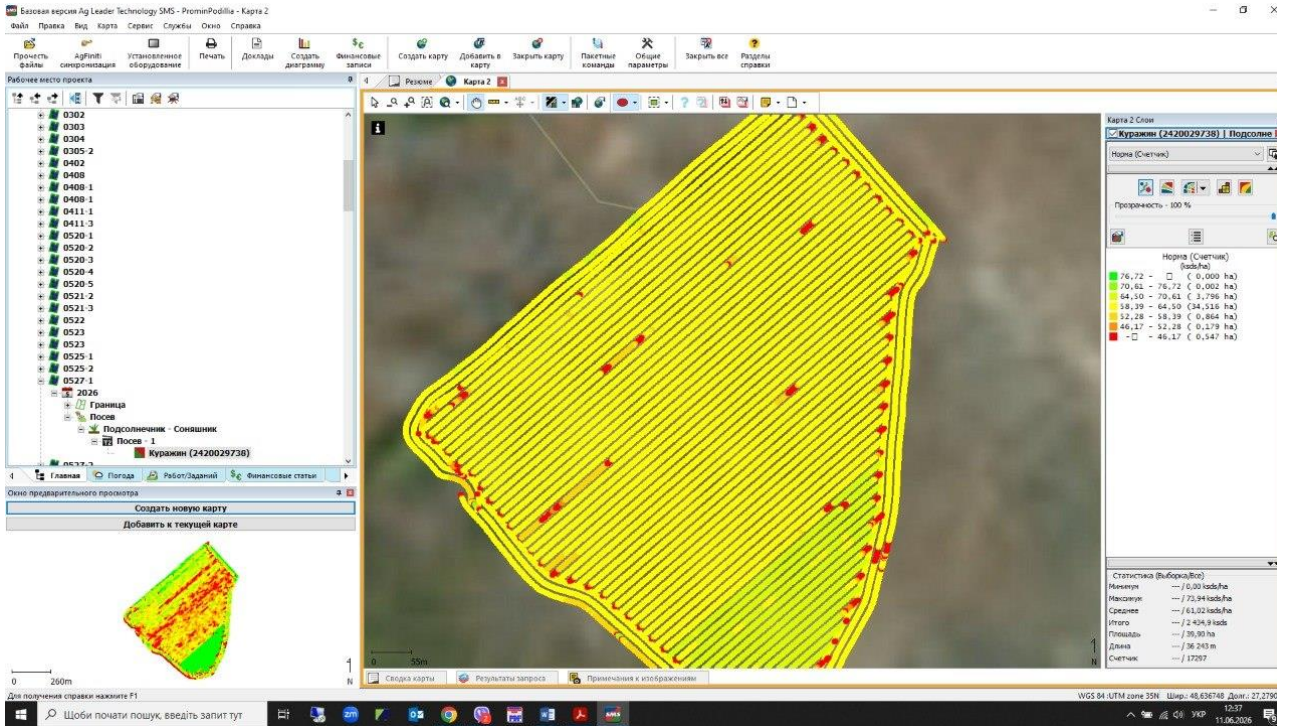 Базовая версия Ag Leader Technology SMS - ProminPodillia - Карта 2
Файл Правка Вид Карта Сервис Службы Окно Справка
Прочесть файлы
AgFiniti синхронизация
Установленное оборудование
Печать
Доклады
Создать диаграмму
Финансовые записи
Создать карту
Добавить в карту
Закрыть карту
Пакетные команды
Общие параметры
Закрыть все
Разделы справки
Рабочее место проекта
Резюме
Карта 2
0302
0303
0304
0305-2
0402
0408
0408-1
0408-1
0411-1
0411-3
0520-1
0520-2
0520-3
0520-4
0520-5
0521-2
0521-3
0522
0523
0523
0525-1
0525-2
0527-1
2026
Граница
Посев
Подсолнечник - Соняшник
Посев - 1
Куражин (2420029738)
0527-2
Главная
Погода
Работ/Заданий
Финансовые статьи
Окно предварительного просмотра
Создать новую карту
Добавить к текущей карте
0 260m
N
0 55m
N
Сводка карты
Результаты запроса
Примечания к изображениям
Карта 2 Слои
Куражин (2420029738) | Подсолне
Норма (Счетчик)
Прозрачность - 100 %
Норма (Счетчик)
(ksds/ha)
76,72 - □ ( 0,000 ha)
70,61 - 76,72 ( 0,002 ha)
64,50 - 70,61 ( 3,796 ha)
58,39 - 64,50 (34,516 ha)
52,28 - 58,39 ( 0,864 ha)
46,17 - 52,28 ( 0,179 ha)
-□ - 46,17 ( 0,547 ha)
Статистика (Выборка/Все)
Минимум --- / 0,00 ksds/ha
Максимум --- / 73,94 ksds/ha
Среднее --- / 61,02 ksds/ha
Итого --- / 2 434,9 ksds
Площадь --- / 39,90 ha
Длина --- / 36 243 m
Счетчик --- / 17297
Для получения справки нажмите F1
WGS 84 :UTM zone 35N Шир.: 48,636748 Долг.: 27,2790
Щоби почати пошук, введіть запит тут
УКР
12:37
11.06.2026